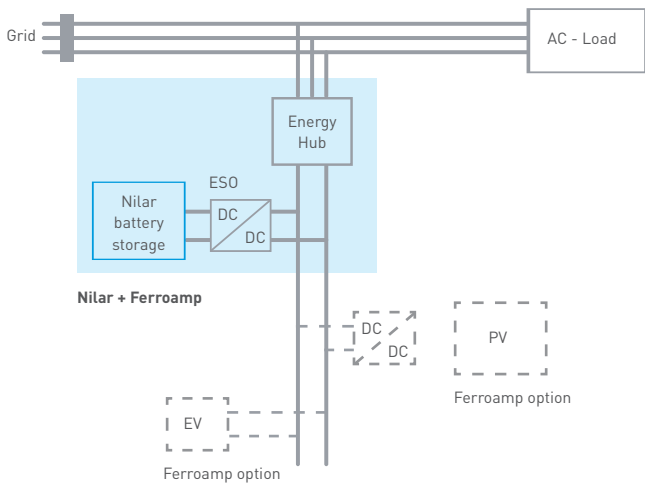 Grid
AC - Load
Energy
Hub
ESO
Nilar
battery
storage
DC
DC
Nilar + Ferroamp
DC
DC
PV
Ferroamp option
EV
Ferroamp option